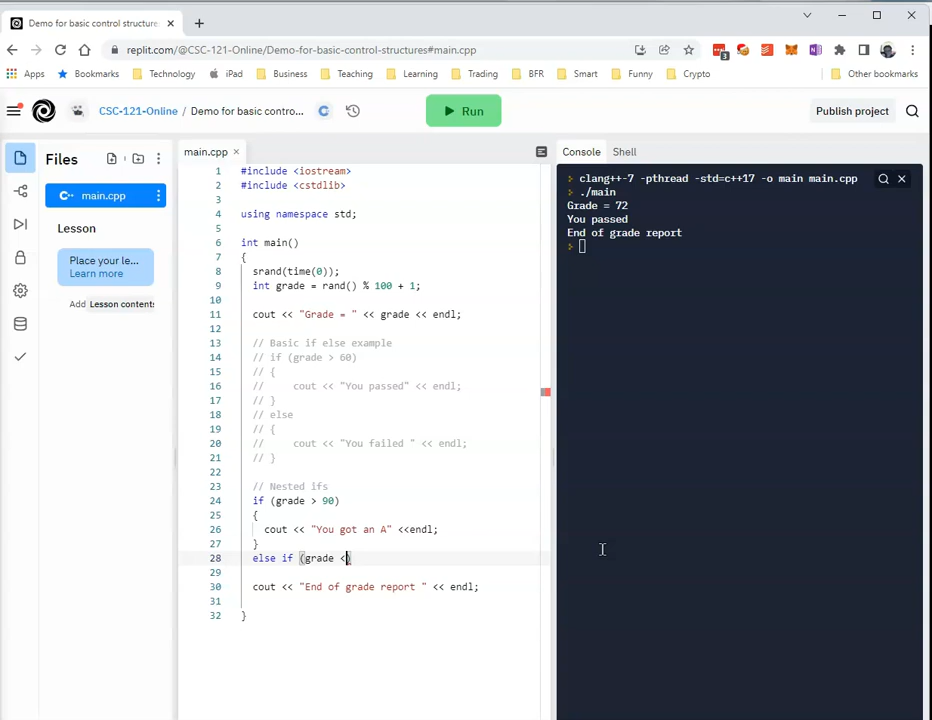 Demo for basic control structure
replit.com/@CSC-121-Online/Demo-for-basic-control-structures#main.cpp
3
Apps Bookmarks Technology iPad Business Teaching Learning Trading BFR Smart Funny Crypto Other bookmarks
CSC-121-Online / Demo for basic contro... C Run Publish project
Files
main.cpp
Lesson
Place your le...
Learn more
Add Lesson content:
main.cpp ×
1 #include <iostream>
2 #include <cstdlib>
3
4 using namespace std;
5
6 int main()
7 {
8 srand(time(0));
9 int grade = rand() % 100 + 1;
10
11 cout << "Grade = " << grade << endl;
12
13 // Basic if else example
14 // if (grade > 60)
15 // {
16 //     cout << "You passed" << endl;
17 // }
18 // else
19 // {
20 //     cout << "You failed " << endl;
21 // }
22
23 // Nested ifs
24 if (grade > 90)
25 {
26 cout << "You got an A" <<endl;
27 }
28 else if (grade <)
29
30 cout << "End of grade report " << endl;
31
32 }
Console Shell
clang++-7 -pthread -std=c++17 -o main main.cpp
./main
Grade = 72
You passed
End of grade report